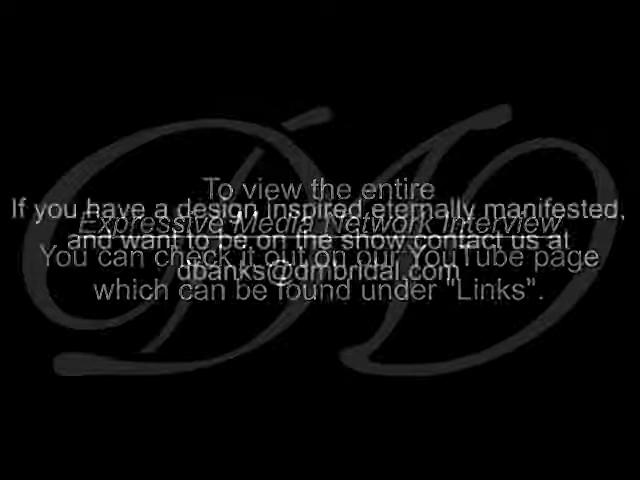 To view the entire
Expressive Media Network Interview
You can check it out on our YouTube page
which can be found under "Links".
If you have a design inspired eternally manifested,
and want to be on the show contact us at
dbanks@dmbridal.com